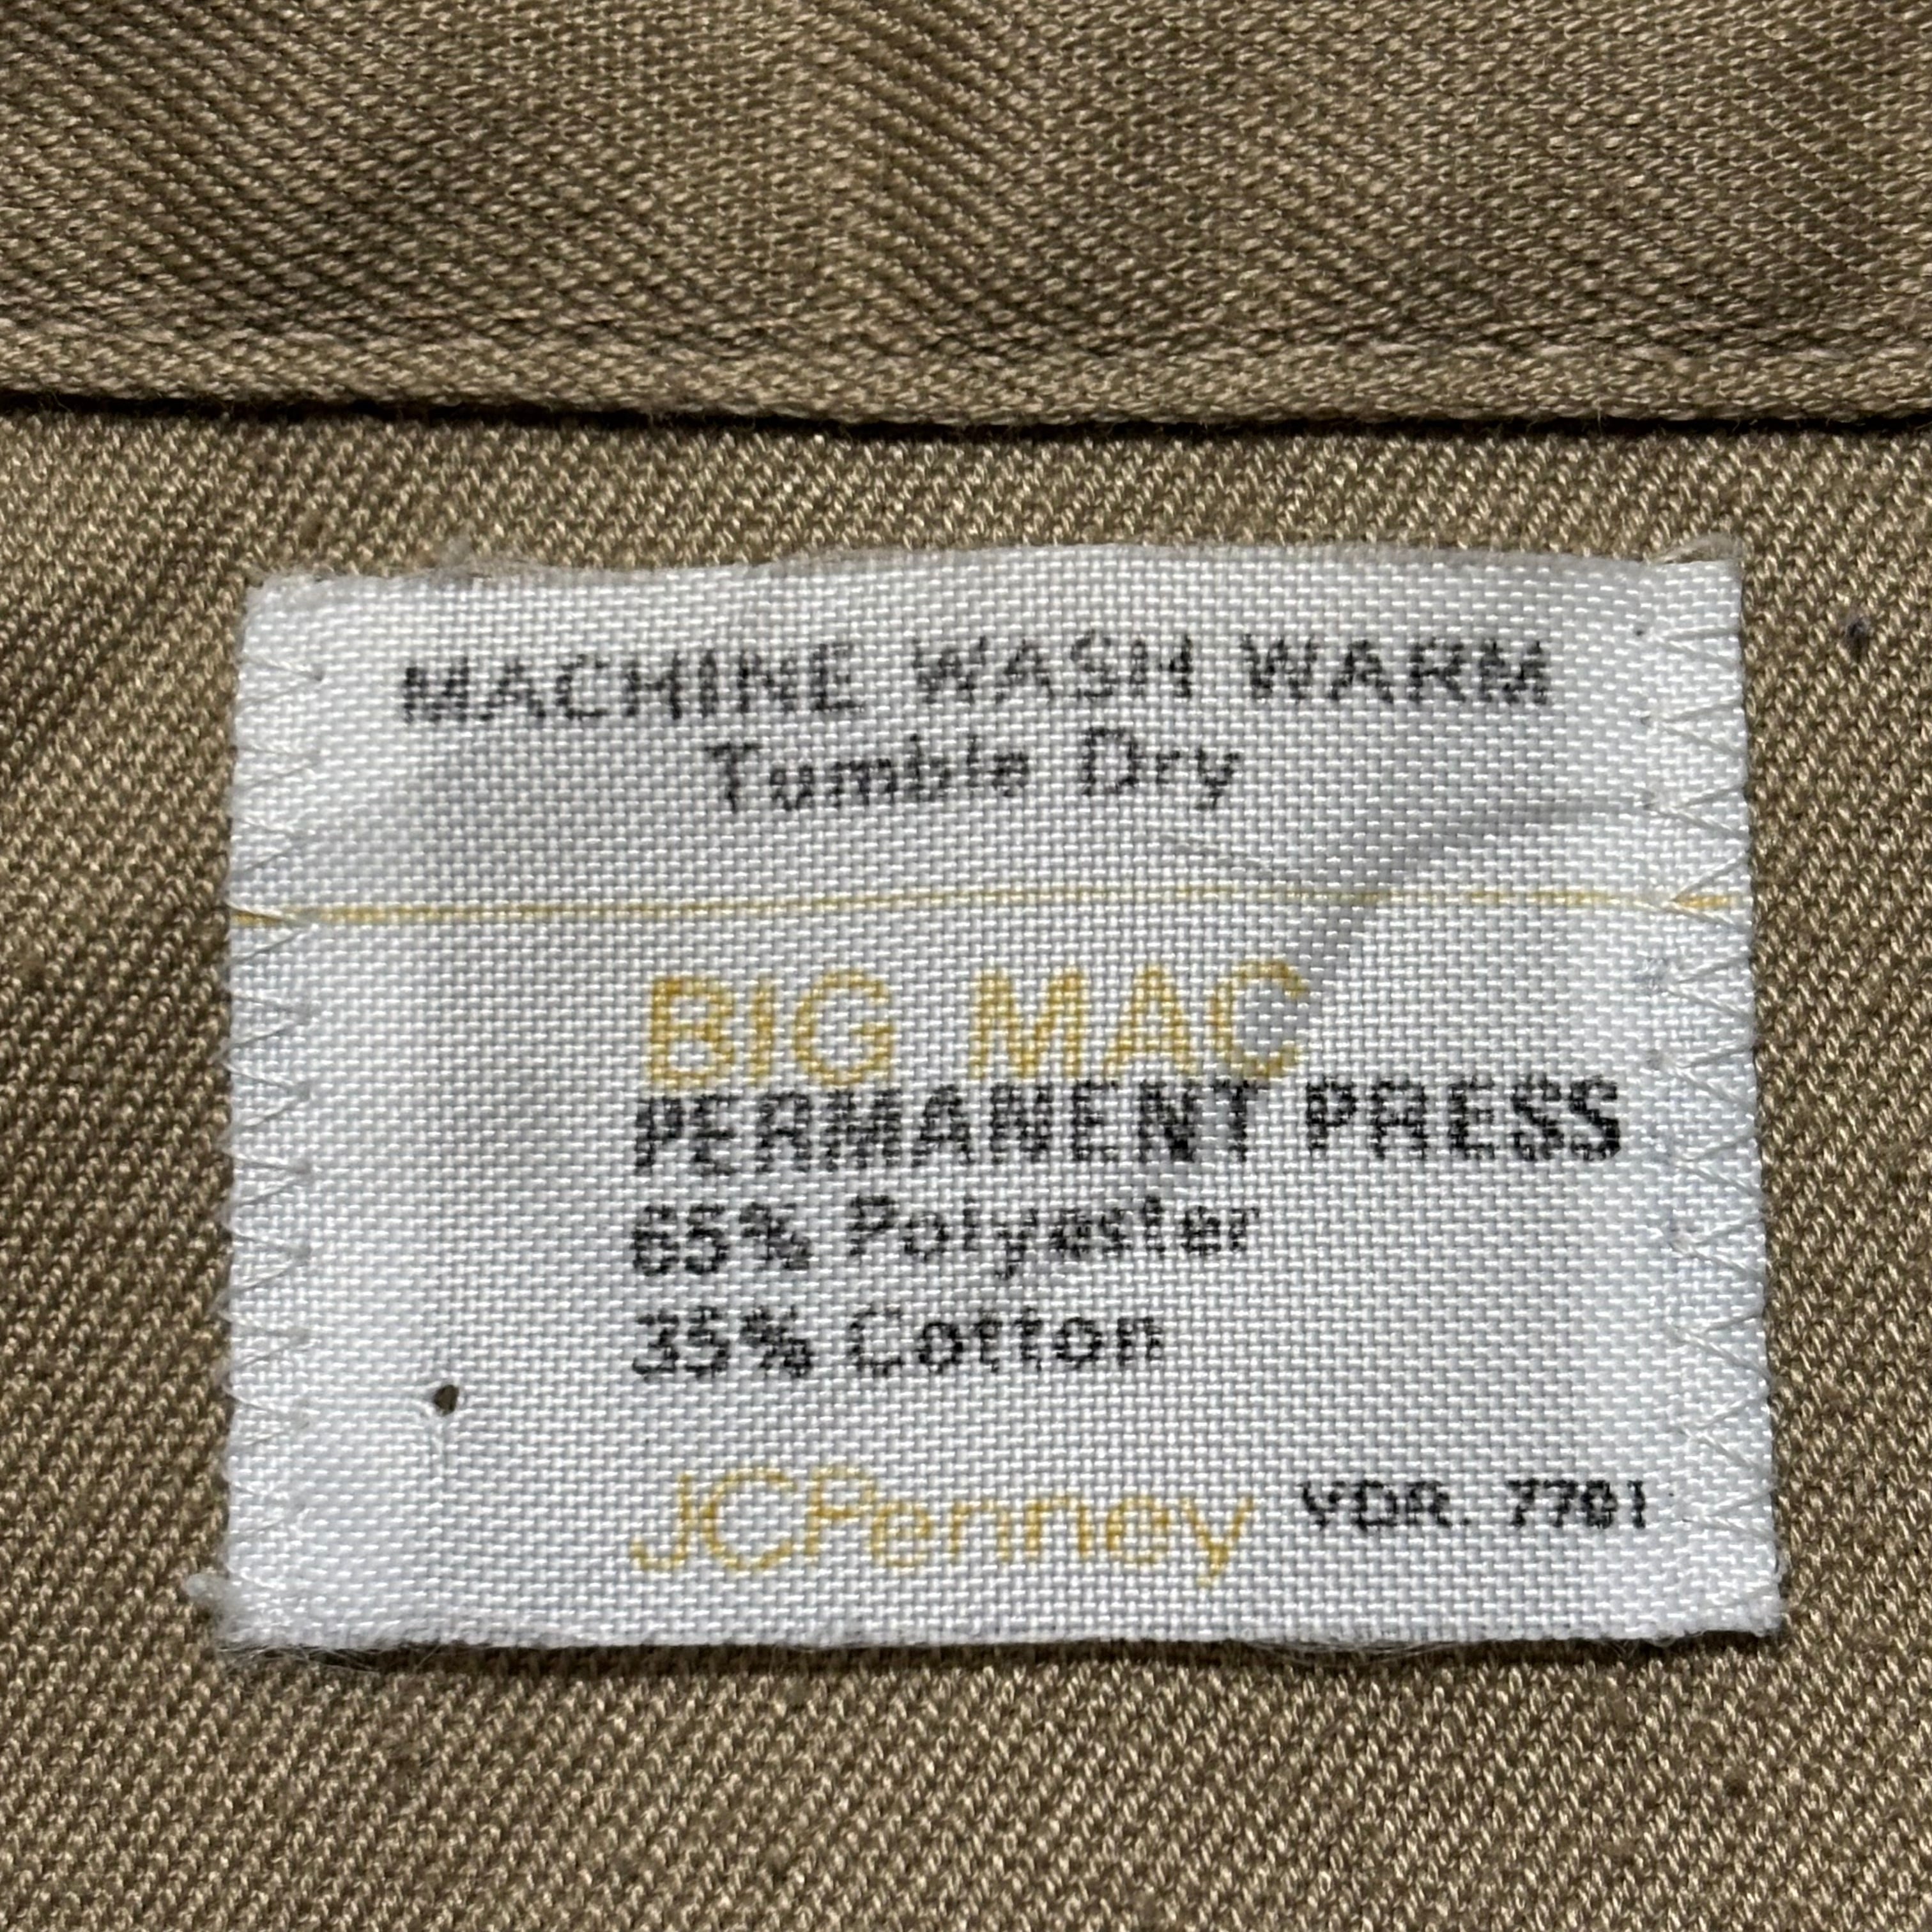 MACHINE WASH WARM
Tumble Dry
BIG MAC
PERMANENT PRESS
65% Polyester
35% Cotton
JCPenney VDR. 7701